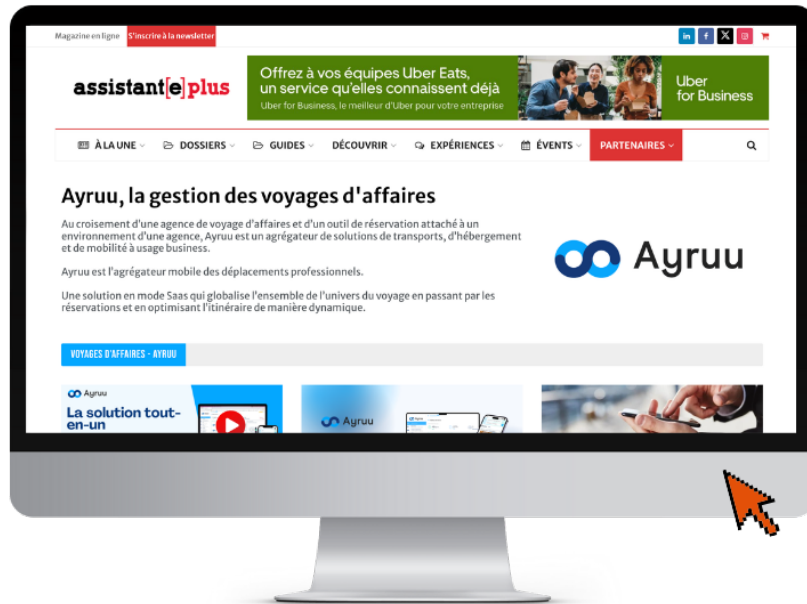 Magazine en ligne S'inscrire à la newsletter
assistant[e]plus
Offrez à vos équipes Uber Eats,
un service qu'elles connaissent déjà
Uber for Business, le meilleur d'Uber pour votre entreprise
Uber
for Business
À LA UNE DOSSIERS GUIDES DÉCOUVRIR EXPÉRIENCES ÉVENTS PARTENAIRES
Ayruu, la gestion des voyages d'affaires
Au croisement d'une agence de voyage d'affaires et d'un outil de réservation attaché à un
environnement d'une agence, Ayruu est un agrégateur de solutions de transports, d'hébergement
et de mobilité à usage business.
Ayruu est l'agrégateur mobile des déplacements professionnels.
Une solution en mode Saas qui globalise l'ensemble de l'univers du voyage en passant par les
réservations et en optimisant l'itinéraire de manière dynamique.
Ayruu
VOYAGES D'AFFAIRES - AYRUU
Ayruu
La solution tout-
en-un
Ayruu